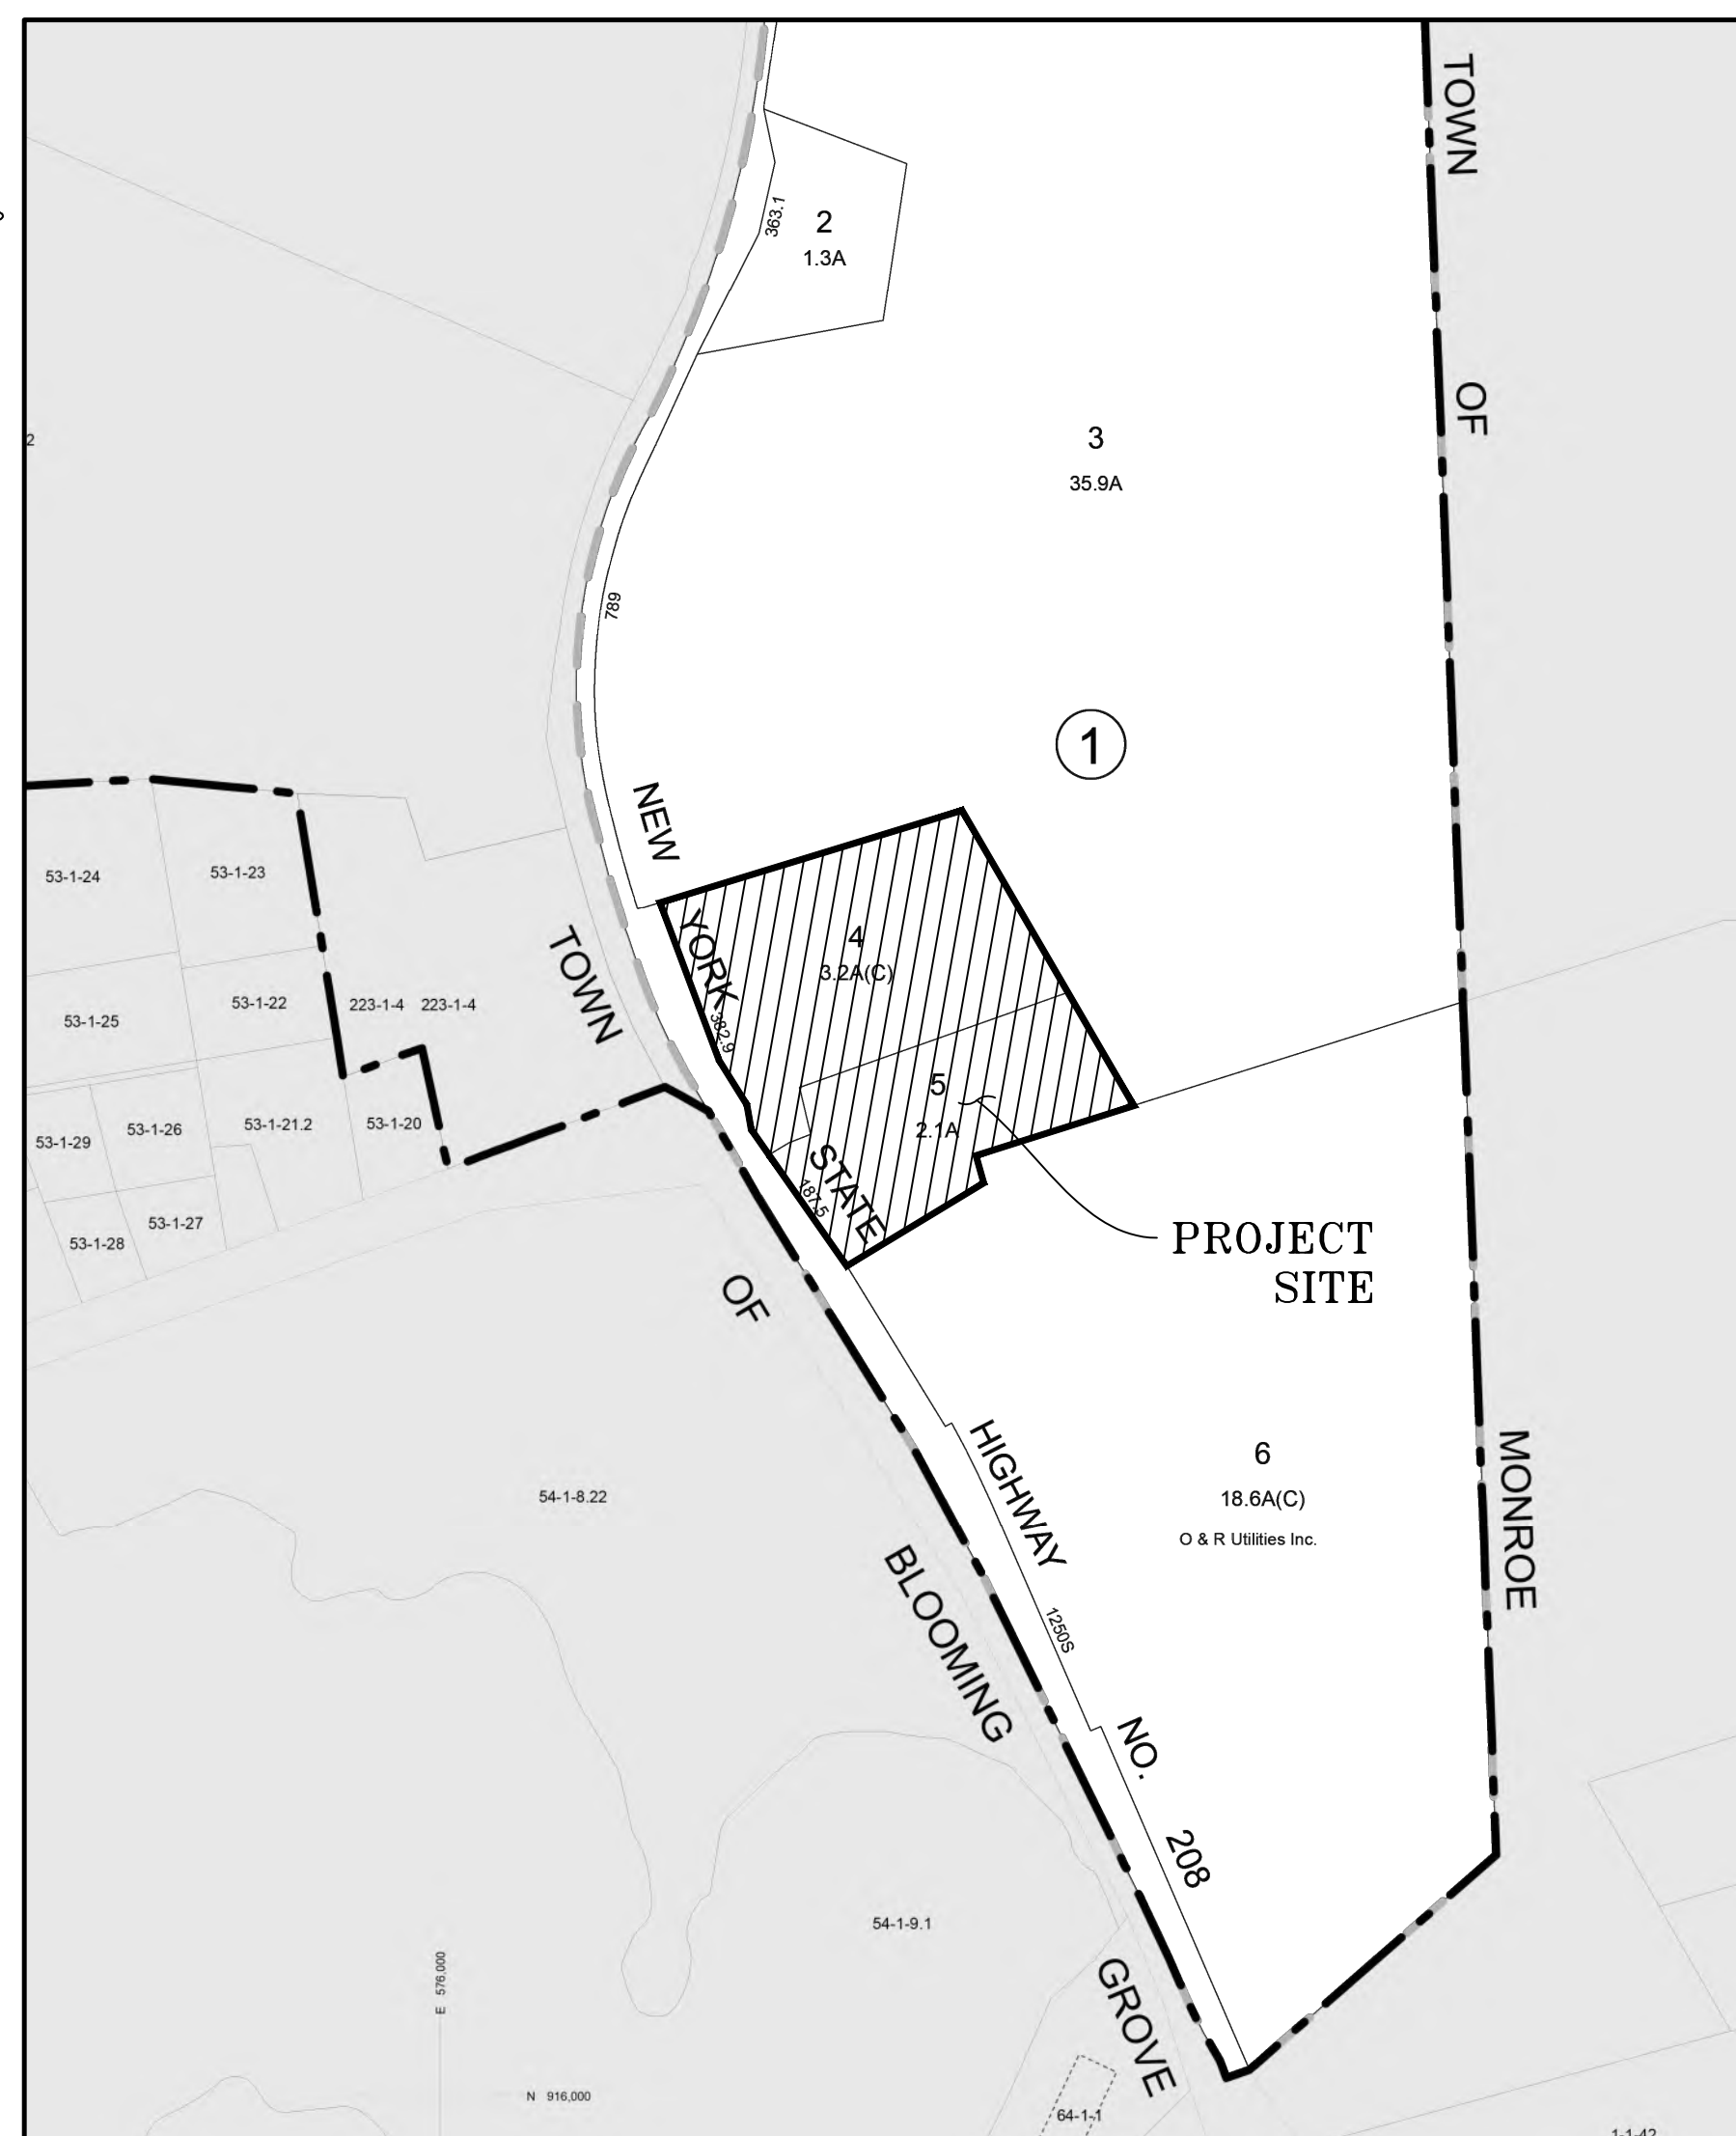 TOWN
OF
MONROE
363.1
2
1.3A
3
35.9A
2
789
1
NEW
YORK
STATE
HIGHWAY
NO.
208
53-1-24
53-1-23
4
3.2A(C)
382.9
53-1-25
53-1-22
223-1-4 223-1-4
TOWN
OF
BLOOMING
GROVE
5
2.1A
53-1-29
53-1-26
53-1-21.2
53-1-20
187.5
53-1-27
53-1-28
PROJECT
SITE
6
18.6A(C)
O & R Utilities Inc.
54-1-8.22
1250S
54-1-9.1
E 576,000
N 916,000
64-1-1
1-1-42